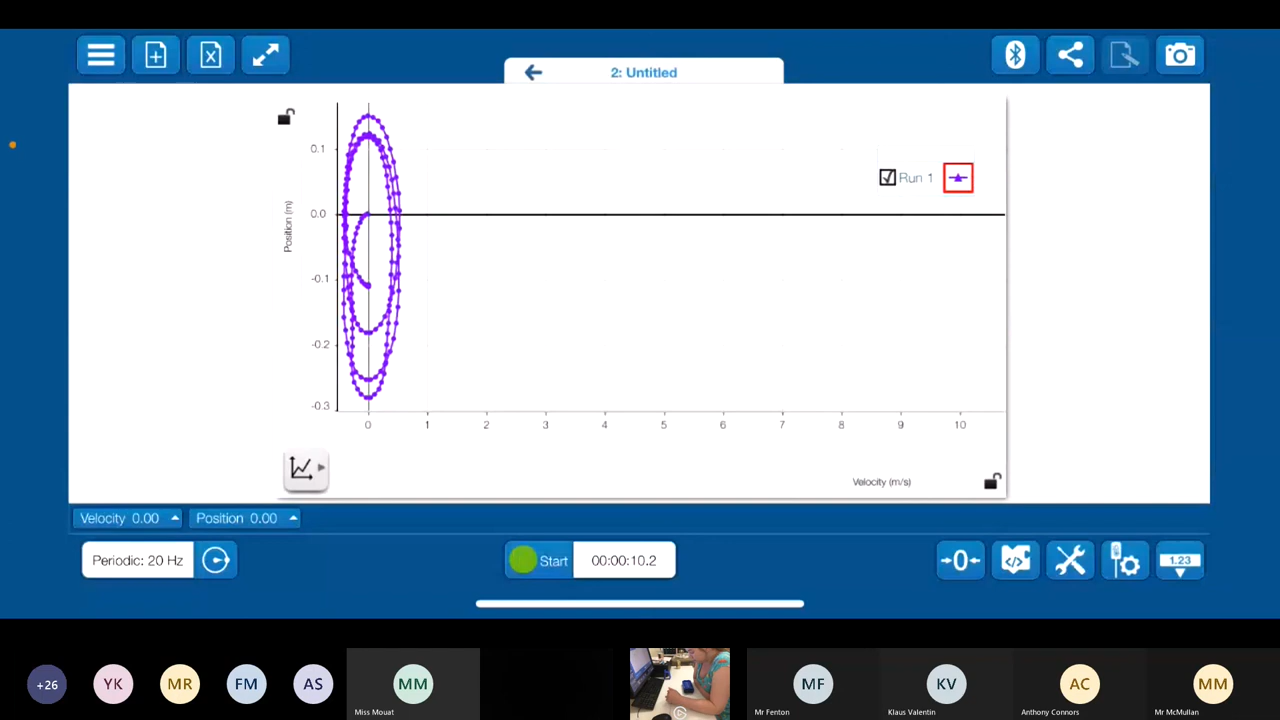 2: Untitled
Run 1
0.1
0.0
-0.1
-0.2
-0.3
Position (m)
0 1 2 3 4 5 6 7 8 9 10
Velocity (m/s)
Velocity 0.00 Position 0.00
Periodic: 20 Hz Start 00:00:10.2 →0← </> 1.23
+26 YK MR FM AS MM MF KV AC MM
Miss Mouat Mr Fenton Klaus Valentin Anthony Connors Mr McMullan